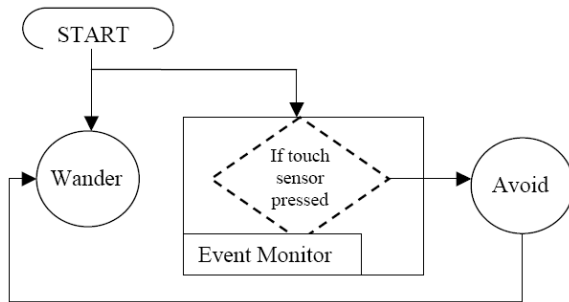 START
Wander
If touch
sensor
pressed
Avoid
Event Monitor